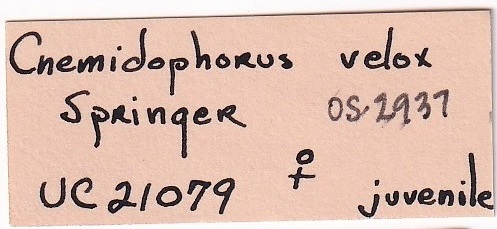 Cnemidophorus velox
Springer OS 2937
UC 21079 ♀ juvenile